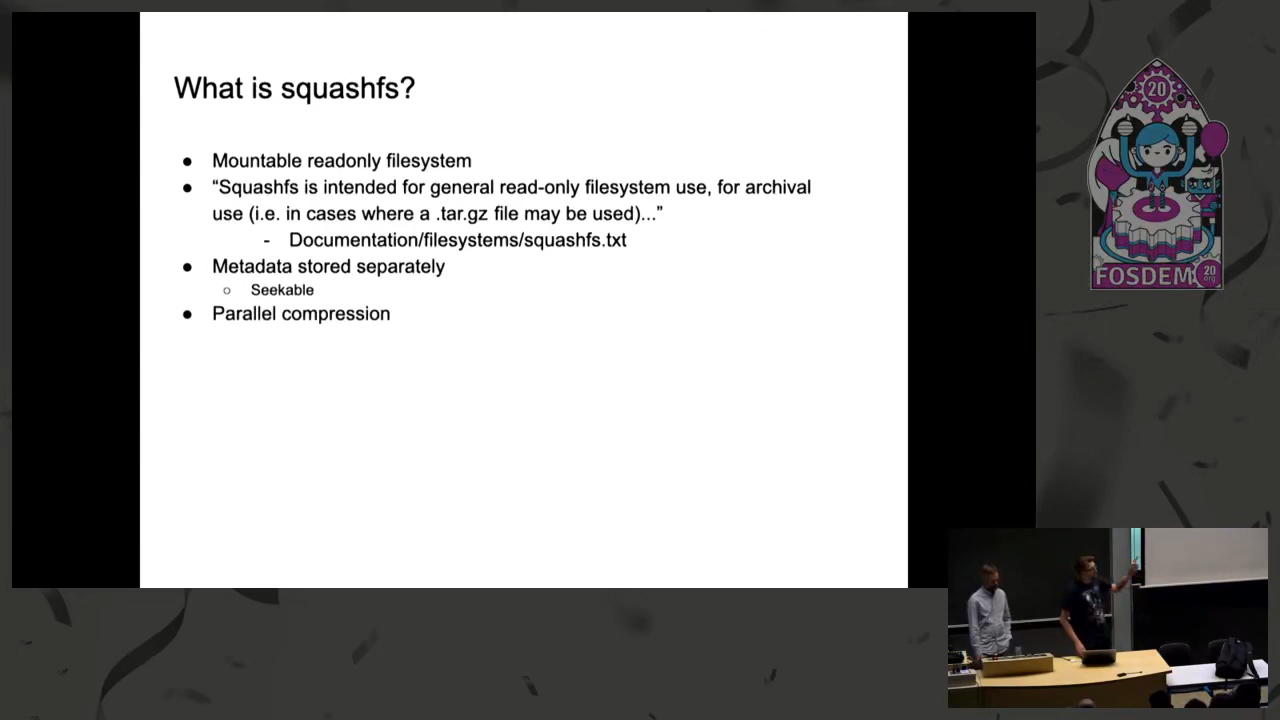 What is squashfs?
● Mountable readonly filesystem
● “Squashfs is intended for general read-only filesystem use, for archival
use (i.e. in cases where a .tar.gz file may be used)...”
- Documentation/filesystems/squashfs.txt
● Metadata stored separately
○ Seekable
● Parallel compression
20
FOSDEM 20
.org